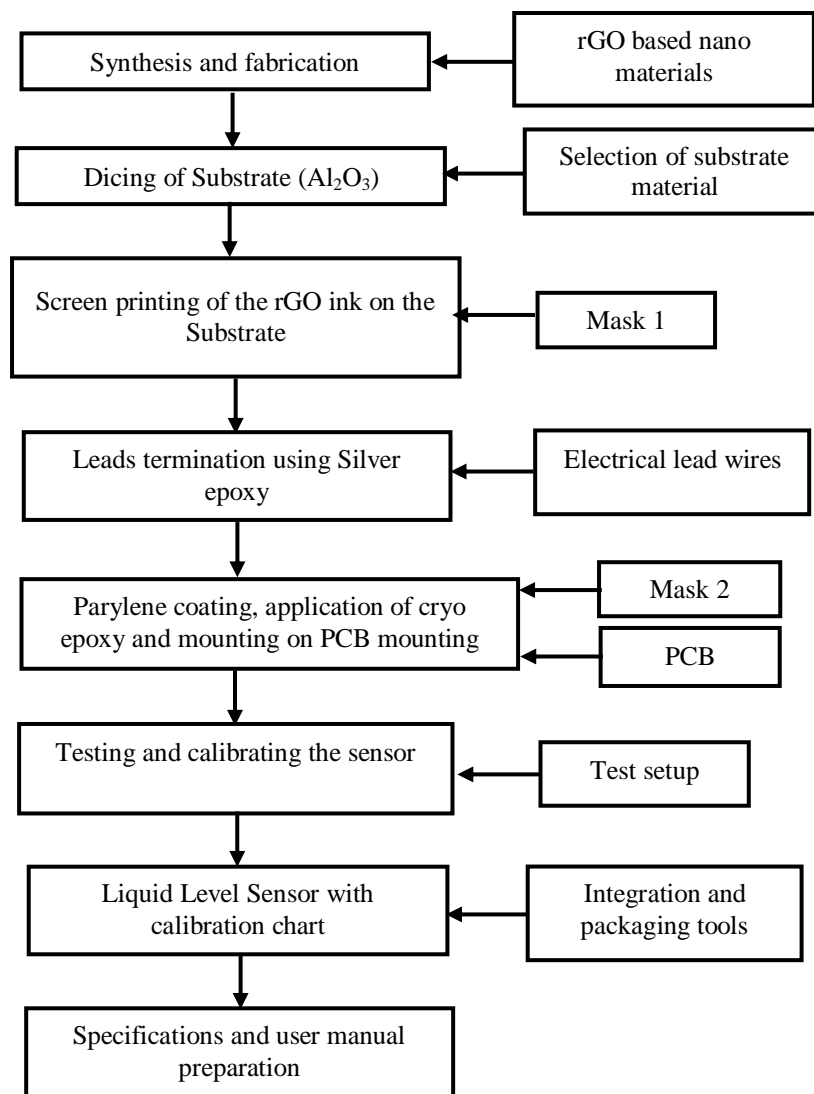 Synthesis and fabrication
rGO based nano
materials
Dicing of Substrate (Al₂O₃)
Selection of substrate
material
Screen printing of the rGO ink on the
Substrate
Mask 1
Leads termination using Silver
epoxy
Electrical lead wires
Parylene coating, application of cryo
epoxy and mounting on PCB mounting
Mask 2
PCB
Testing and calibrating the sensor
Test setup
Liquid Level Sensor with
calibration chart
Integration and
packaging tools
Specifications and user manual
preparation